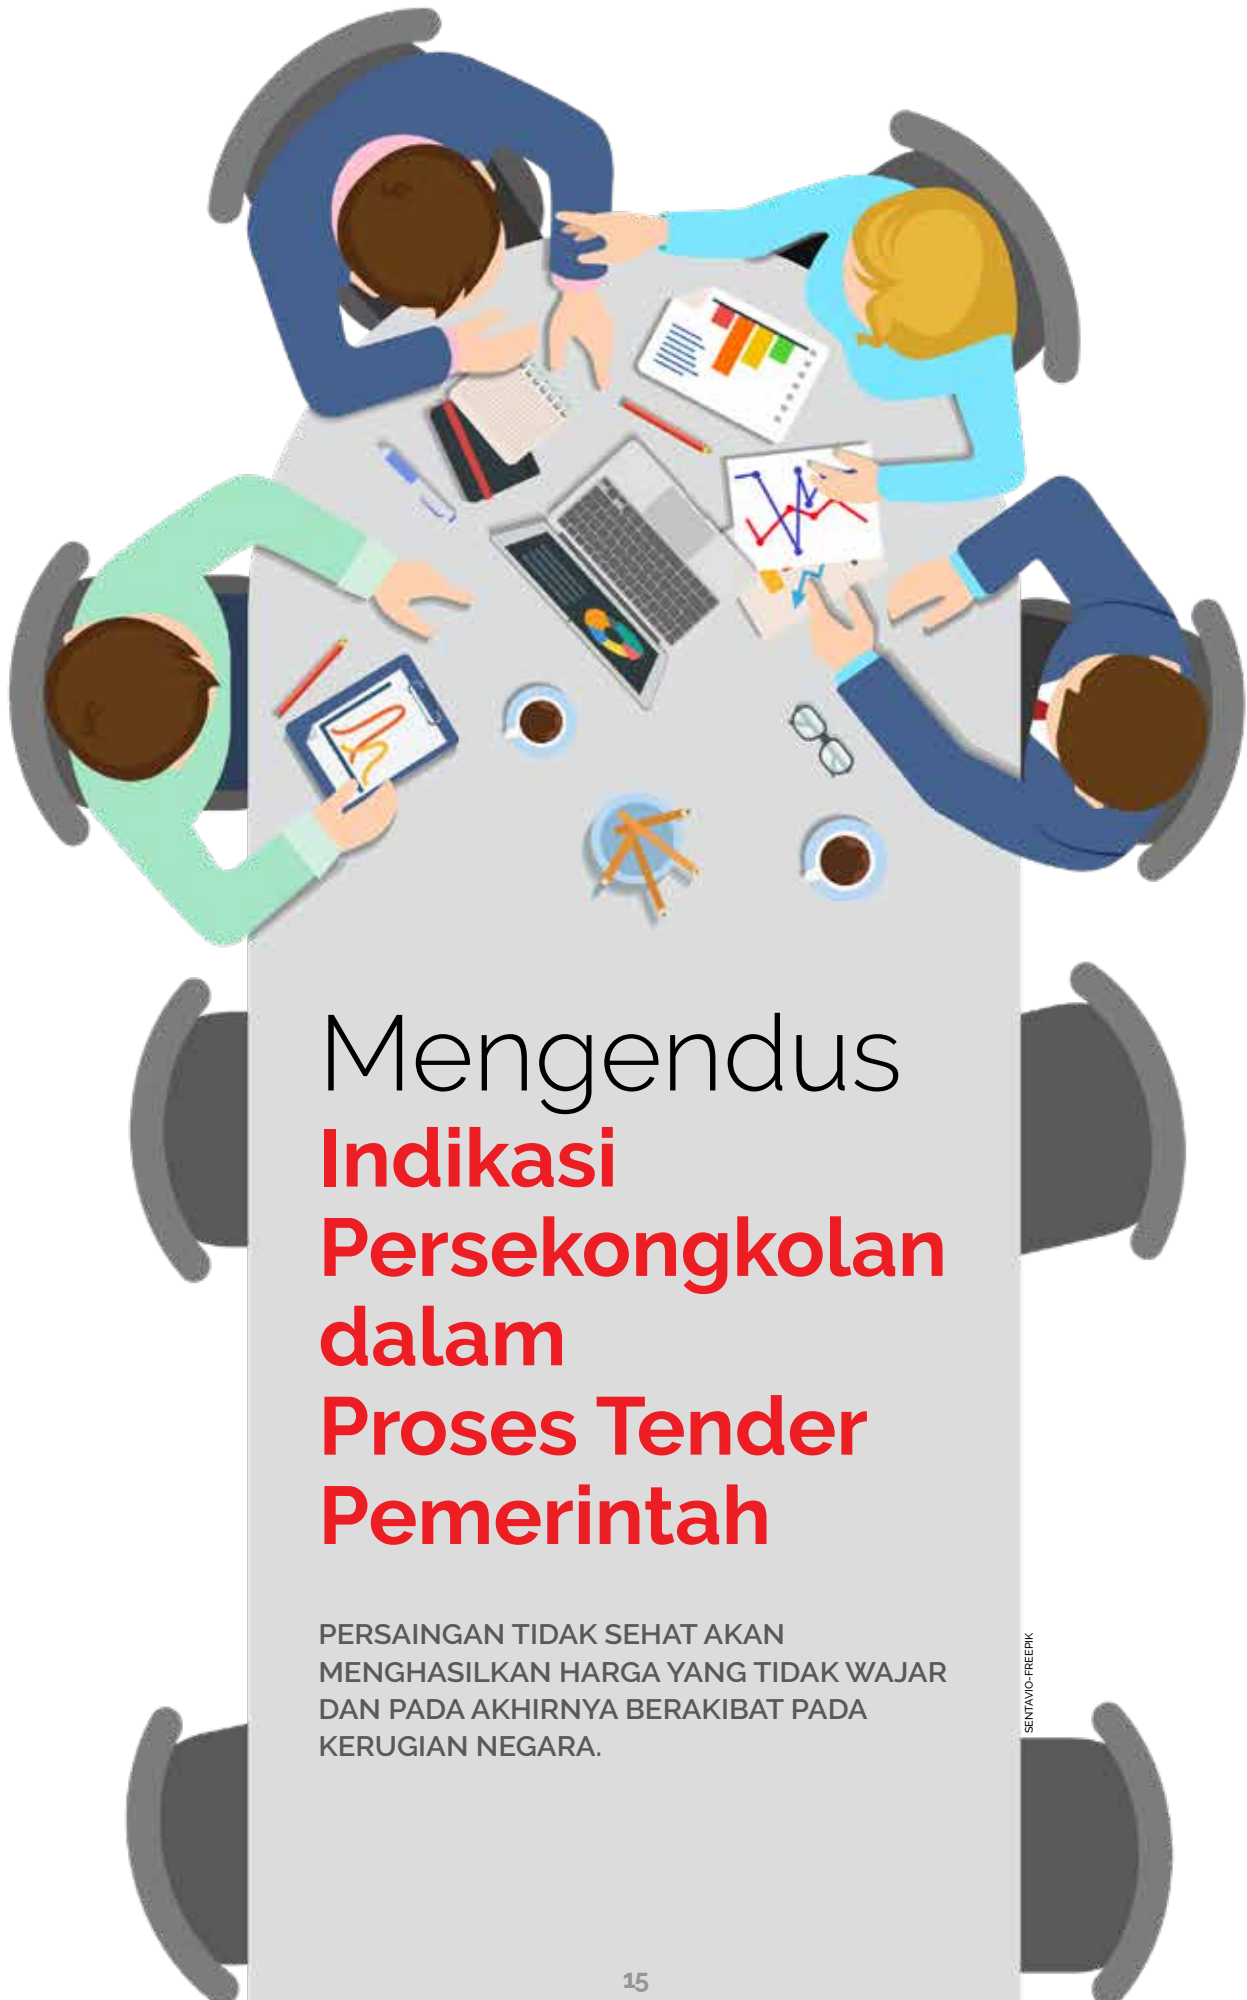 Mengendus
Indikasi
Persekongkolan
dalam
Proses Tender
Pemerintah
PERSAINGAN TIDAK SEHAT AKAN
MENGHASILKAN HARGA YANG TIDAK WAJAR
DAN PADA AKHIRNYA BERAKIBAT PADA
KERUGIAN NEGARA.
SENTAVIO-FREEPIK
15